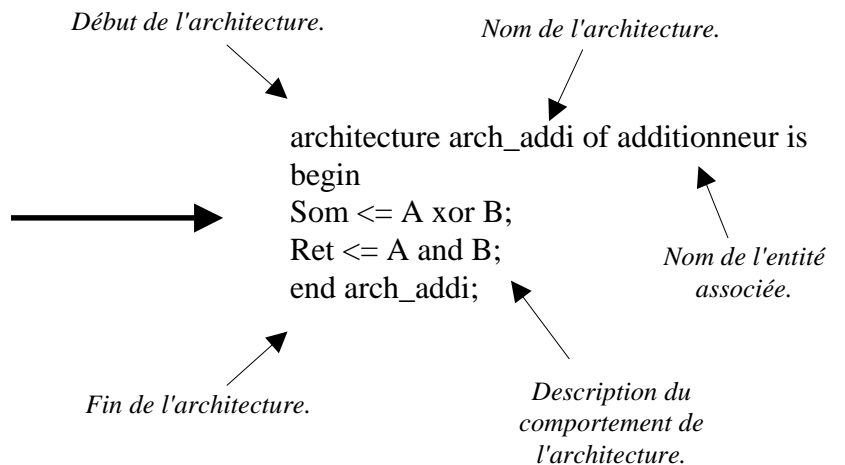 Début de l'architecture.
Nom de l'architecture.
architecture arch_addi of additionneur is
begin
Som <= A xor B;
Ret <= A and B;
end arch_addi;
Nom de l'entité
associée.
Fin de l'architecture.
Description du
comportement de
l'architecture.